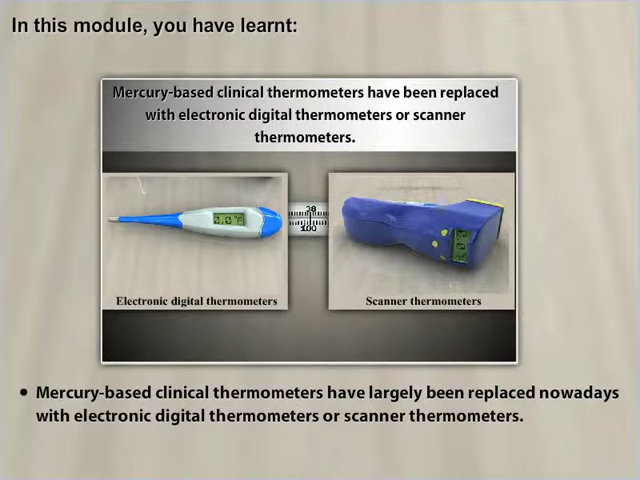 In this module, you have learnt:
Mercury-based clinical thermometers have been replaced
with electronic digital thermometers or scanner
thermometers.
38
100
Electronic digital thermometers
Scanner thermometers
● Mercury-based clinical thermometers have largely been replaced nowadays
with electronic digital thermometers or scanner thermometers.